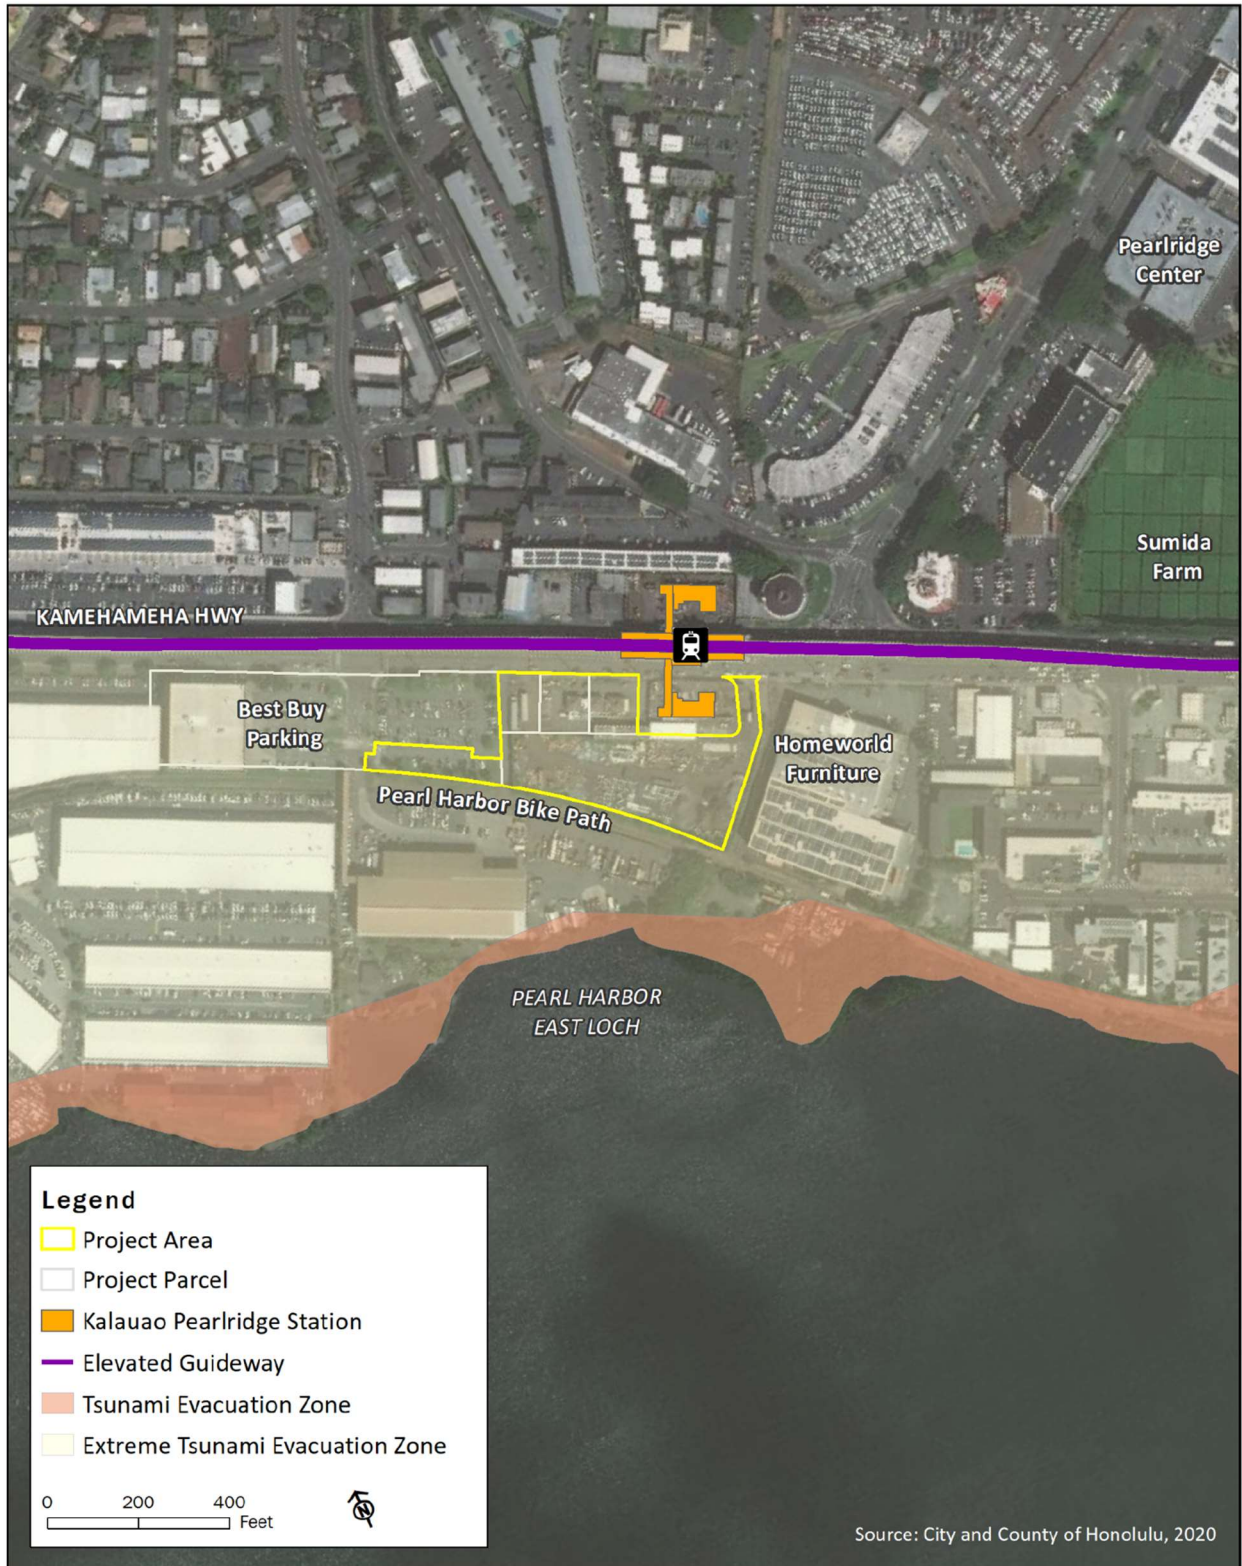 Pearlridge
Center
Sumida
Farm
KAMEHAMEHA HWY
Best Buy
Parking
Homeworld
Furniture
Pearl Harbor Bike Path
PEARL HARBOR
EAST LOCH
Legend
Project Area
Project Parcel
Kalauao Pearlridge Station
Elevated Guideway
Tsunami Evacuation Zone
Extreme Tsunami Evacuation Zone
0 200 400
Feet
N
Source: City and County of Honolulu, 2020